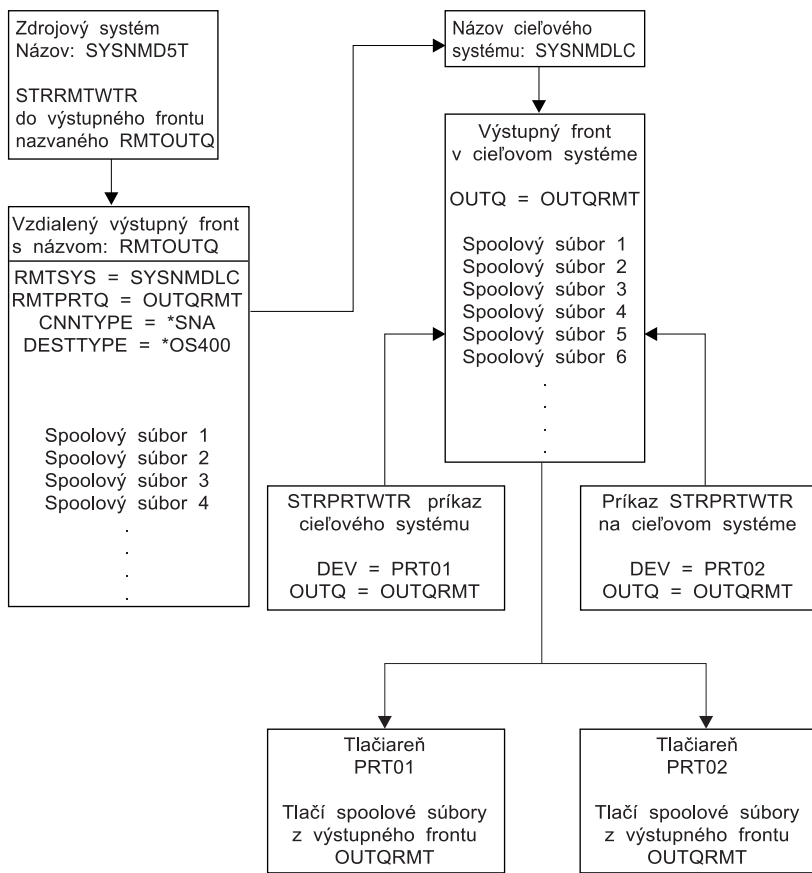 Zdrojový systém
Názov: SYSNMD5T
STRRMTWTR
do výstupného frontu
nazvaného RMTOUTQ
Vzdialený výstupný front
s názvom: RMTOUTQ
RMTSYS = SYSNMDLC
RMTPRTQ = OUTQRMT
CNNTYPE = *SNA
DESTTYPE = *OS400
Spoolový súbor 1
Spoolový súbor 2
Spoolový súbor 3
Spoolový súbor 4
.
.
.
.
Názov cieľového
systému: SYSNMDLC
Výstupný front
v cieľovom systéme
OUTQ = OUTQRMT
Spoolový súbor 1
Spoolový súbor 2
Spoolový súbor 3
Spoolový súbor 4
Spoolový súbor 5
Spoolový súbor 6
.
.
.
.
STRPRTWTR príkaz
cieľového systému
DEV = PRT01
OUTQ = OUTQRMT
Príkaz STRPRTWTR
na cieľovom systéme
DEV = PRT02
OUTQ = OUTQRMT
Tlačiareň
PRT01
Tlačí spoolové súbory
z výstupného frontu
OUTQRMT
Tlačiareň
PRT02
Tlačí spoolové súbory
z výstupného frontu
OUTQRMT